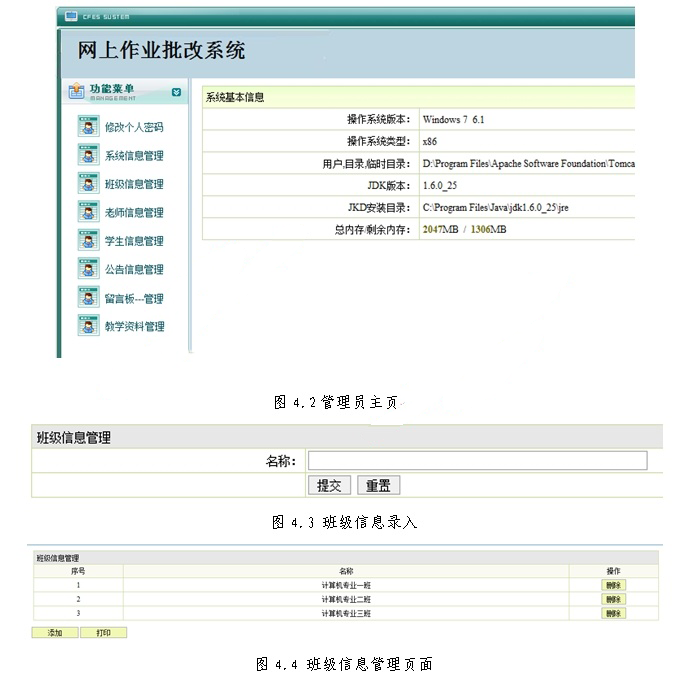 CFES SUSTEM
网上作业批改系统
功能菜单
MANAGEMENT
修改个人密码
系统信息管理
班级信息管理
老师信息管理
学生信息管理
公告信息管理
留言板---管理
教学资料管理
系统基本信息
操作系统版本： Windows 7 6.1
操作系统类型： x86
用户,目录,临时目录： D:\Program Files\Apache Software Foundation\Tomca
JDK版本： 1.6.0_25
JKD安装目录： C:\Program Files\Java\jdk1.6.0_25\jre
总内存/剩余内存： 2047MB / 1306MB
图 4.2管理员主页
班级信息管理
名称：
提交 重置
图 4.3 班级信息录入
班级信息管理
序号 名称 操作
1 计算机专业一班 删除
2 计算机专业二班 删除
3 计算机专业三班 删除
添加 打印
图 4.4 班级信息管理页面